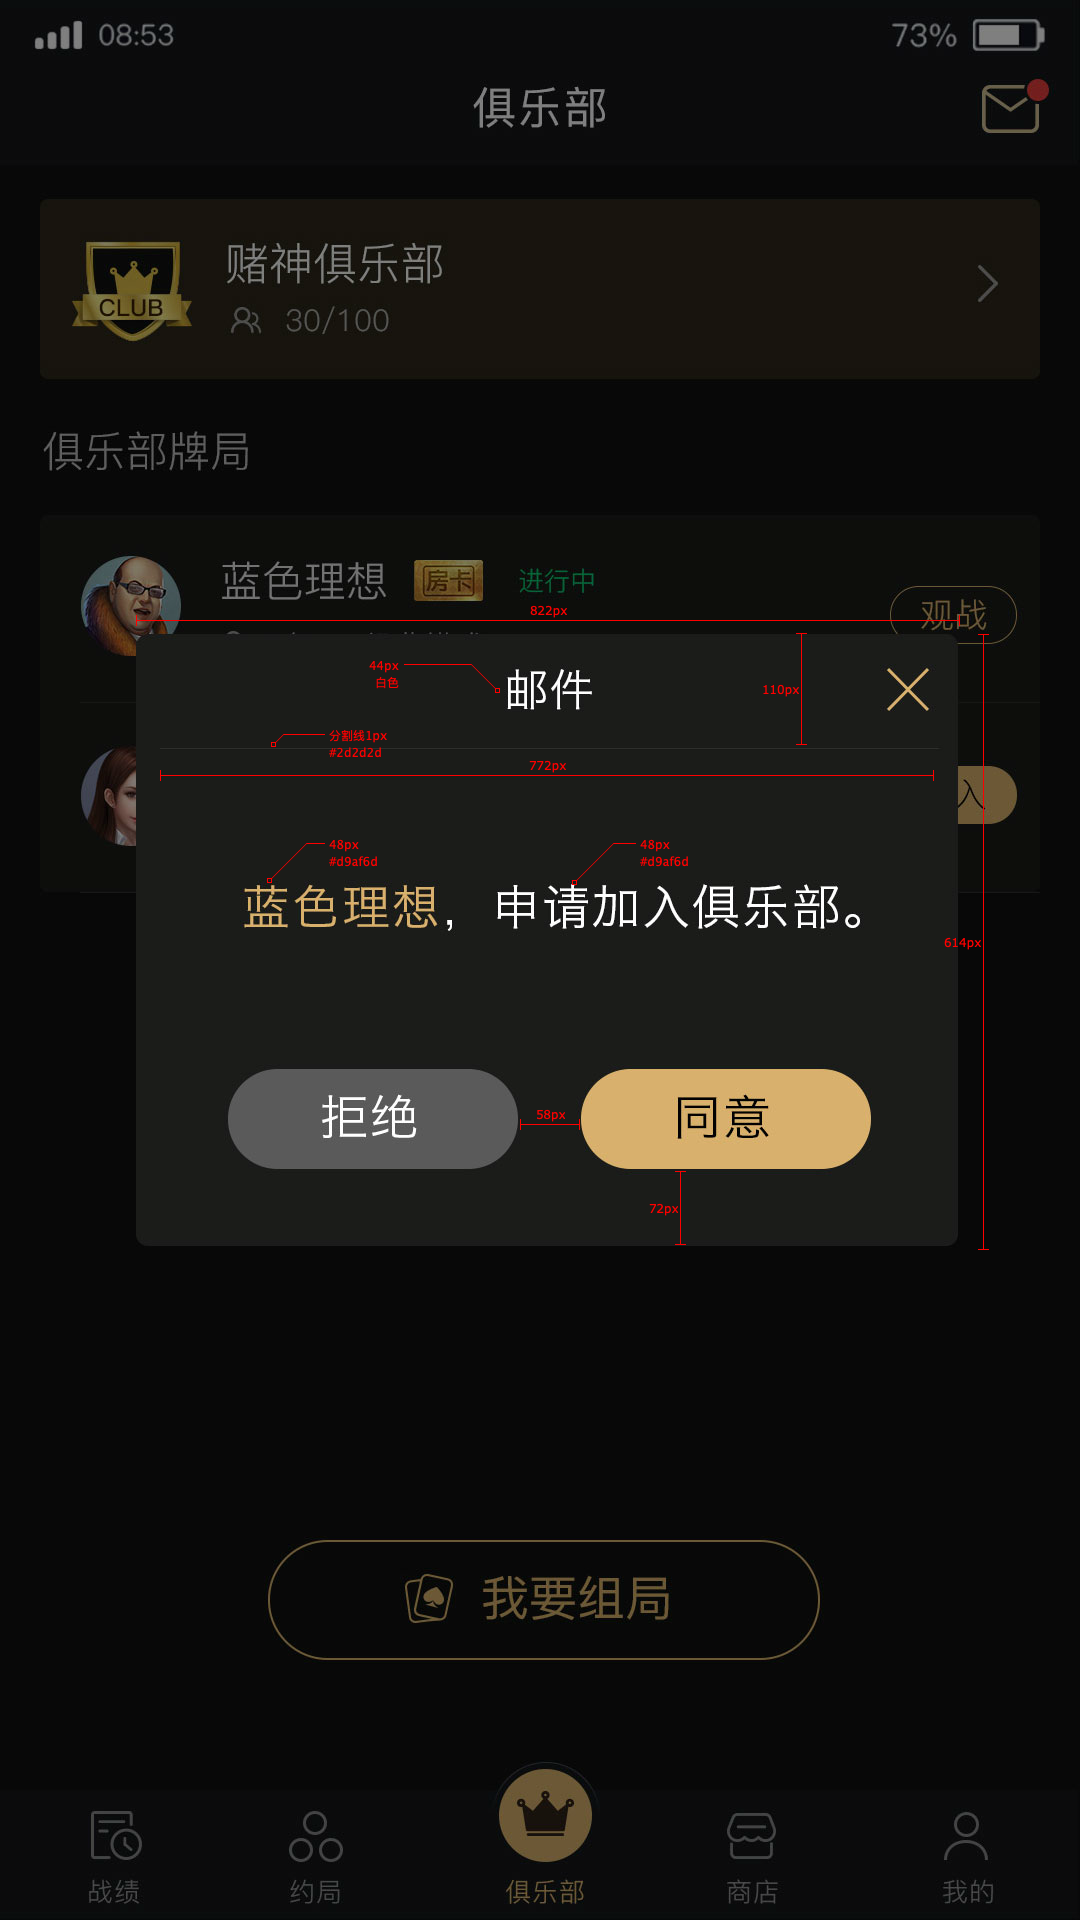 08:53
73%
俱乐部
CLUB
赌神俱乐部
30/100
俱乐部牌局
蓝色理想
房卡
进行中
观战
822px
44px
白色
邮件
110px
分割线1px
#2d2d2d
772px
入
48px
#d9af6d
48px
#d9af6d
蓝色理想，申请加入俱乐部。
614px
拒绝
58px
同意
72px
我要组局
战绩
约局
俱乐部
商店
我的